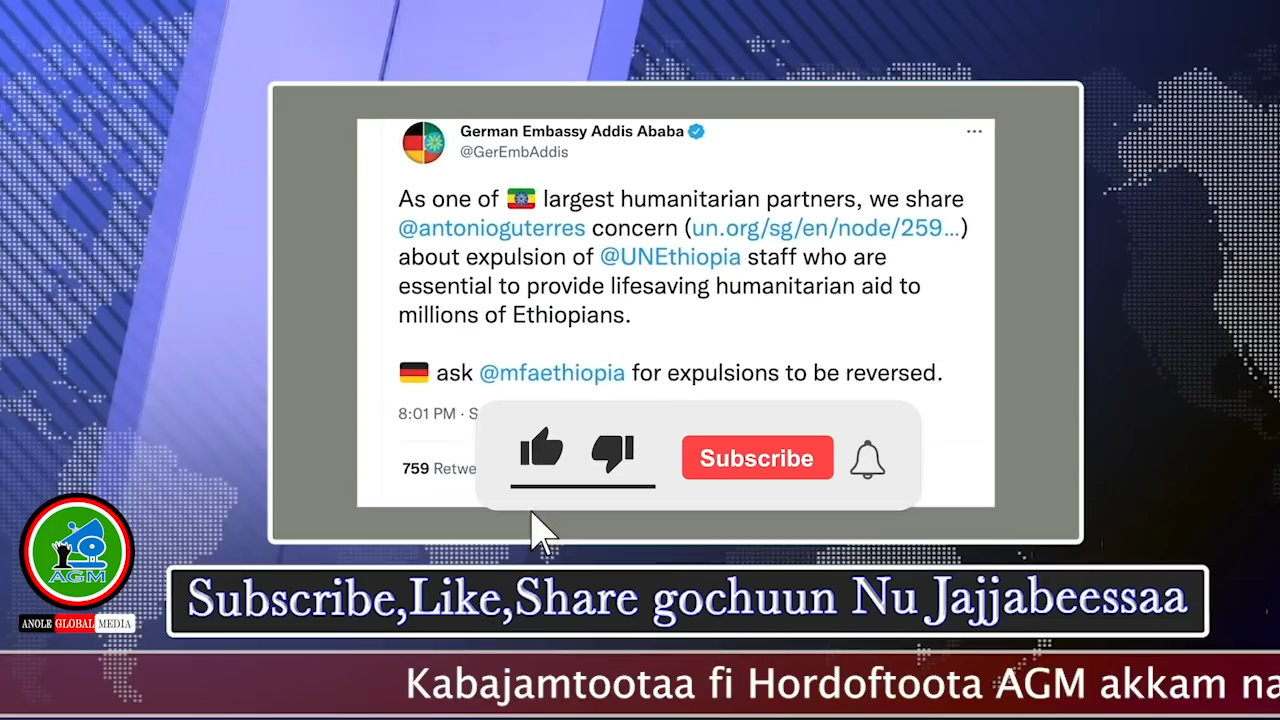 German Embassy Addis Ababa
@GerEmbAddis
As one of 🇪🇹 largest humanitarian partners, we share
@antonioguterres concern (un.org/sg/en/node/259...)
about expulsion of @UNEthiopia staff who are
essential to provide lifesaving humanitarian aid to
millions of Ethiopians.
🇩🇪 ask @mfaethiopia for expulsions to be reversed.
8:01 PM · S
759 Retwe
Subscribe
AGM
ANOLE GLOBAL MEDIA
Subscribe,Like,Share gochuun Nu Jajjabeessaa
Kabajamtootaa fi Hordoftoota AGM akkam na